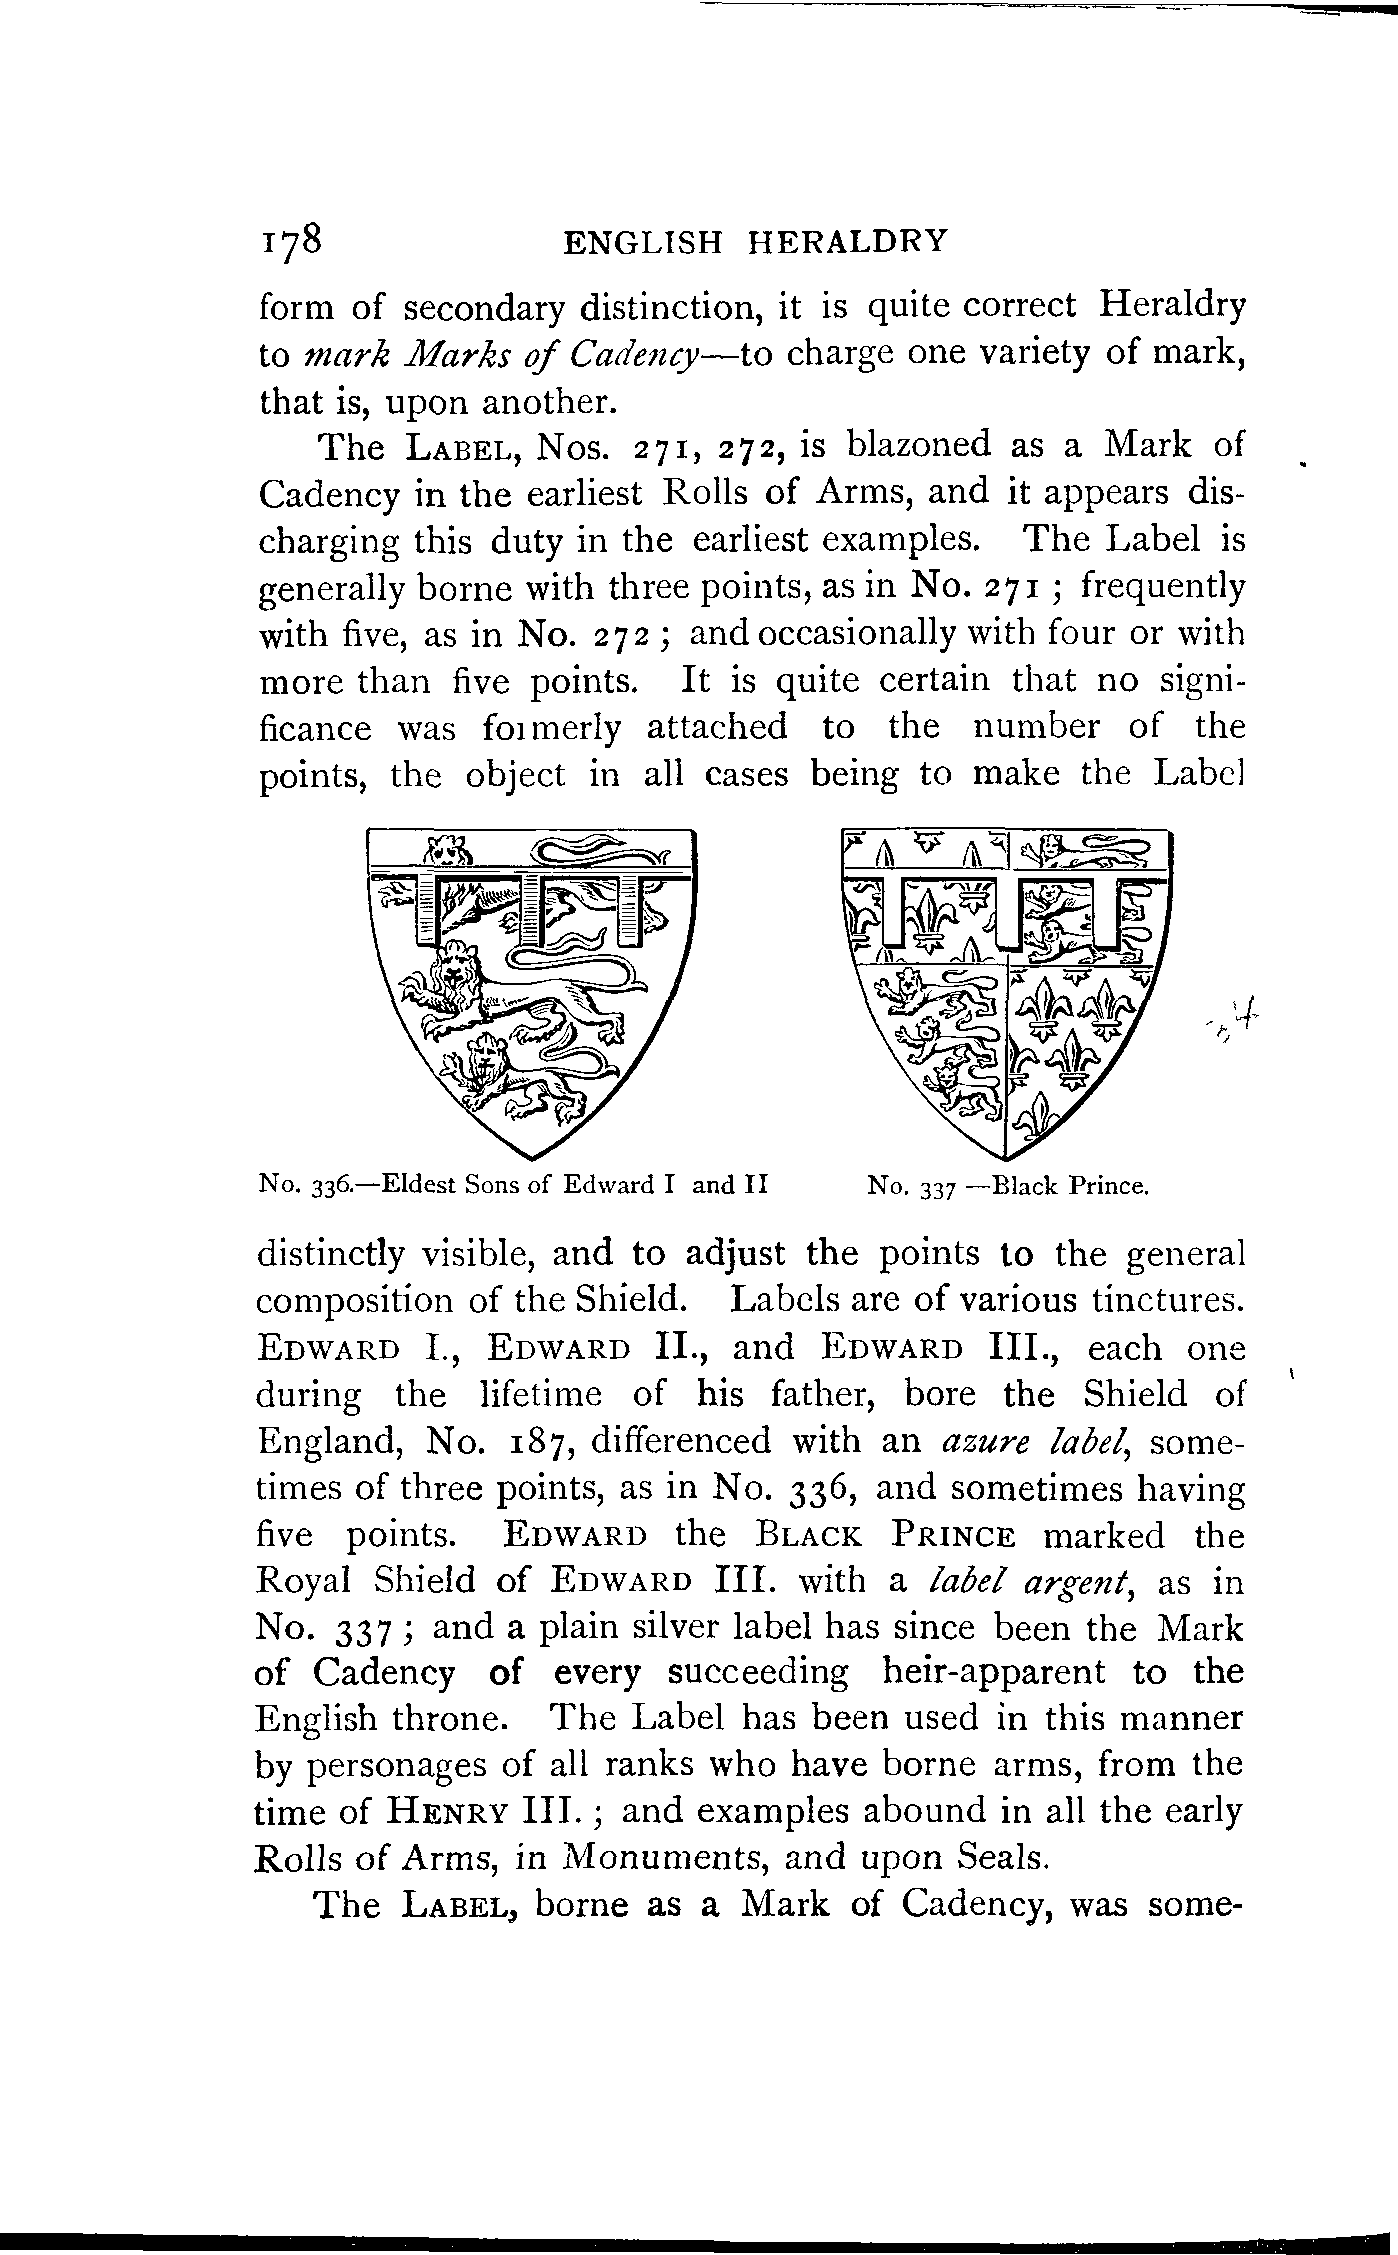 178 ENGLISH HERALDRY
form of secondary distinction, it is quite correct Heraldry
to mark Marks of Cadency—to charge one variety of mark,
that is, upon another.
The LABEL, Nos. 271, 272, is blazoned as a Mark of
Cadency in the earliest Rolls of Arms, and it appears dis-
charging this duty in the earliest examples. The Label is
generally borne with three points, as in No. 271 ; frequently
with five, as in No. 272 ; and occasionally with four or with
more than five points. It is quite certain that no signi-
ficance was formerly attached to the number of the
points, the object in all cases being to make the Label
No. 336.—Eldest Sons of Edward I and II
No. 337 —Black Prince.
distinctly visible, and to adjust the points to the general
composition of the Shield. Labels are of various tinctures.
EDWARD I., EDWARD II., and EDWARD III., each one
during the lifetime of his father, bore the Shield of
England, No. 187, differenced with an azure label, some-
times of three points, as in No. 336, and sometimes having
five points. EDWARD the BLACK PRINCE marked the
Royal Shield of EDWARD III. with a label argent, as in
No. 337 ; and a plain silver label has since been the Mark
of Cadency of every succeeding heir-apparent to the
English throne. The Label has been used in this manner
by personages of all ranks who have borne arms, from the
time of HENRY III. ; and examples abound in all the early
Rolls of Arms, in Monuments, and upon Seals.
The LABEL, borne as a Mark of Cadency, was some-